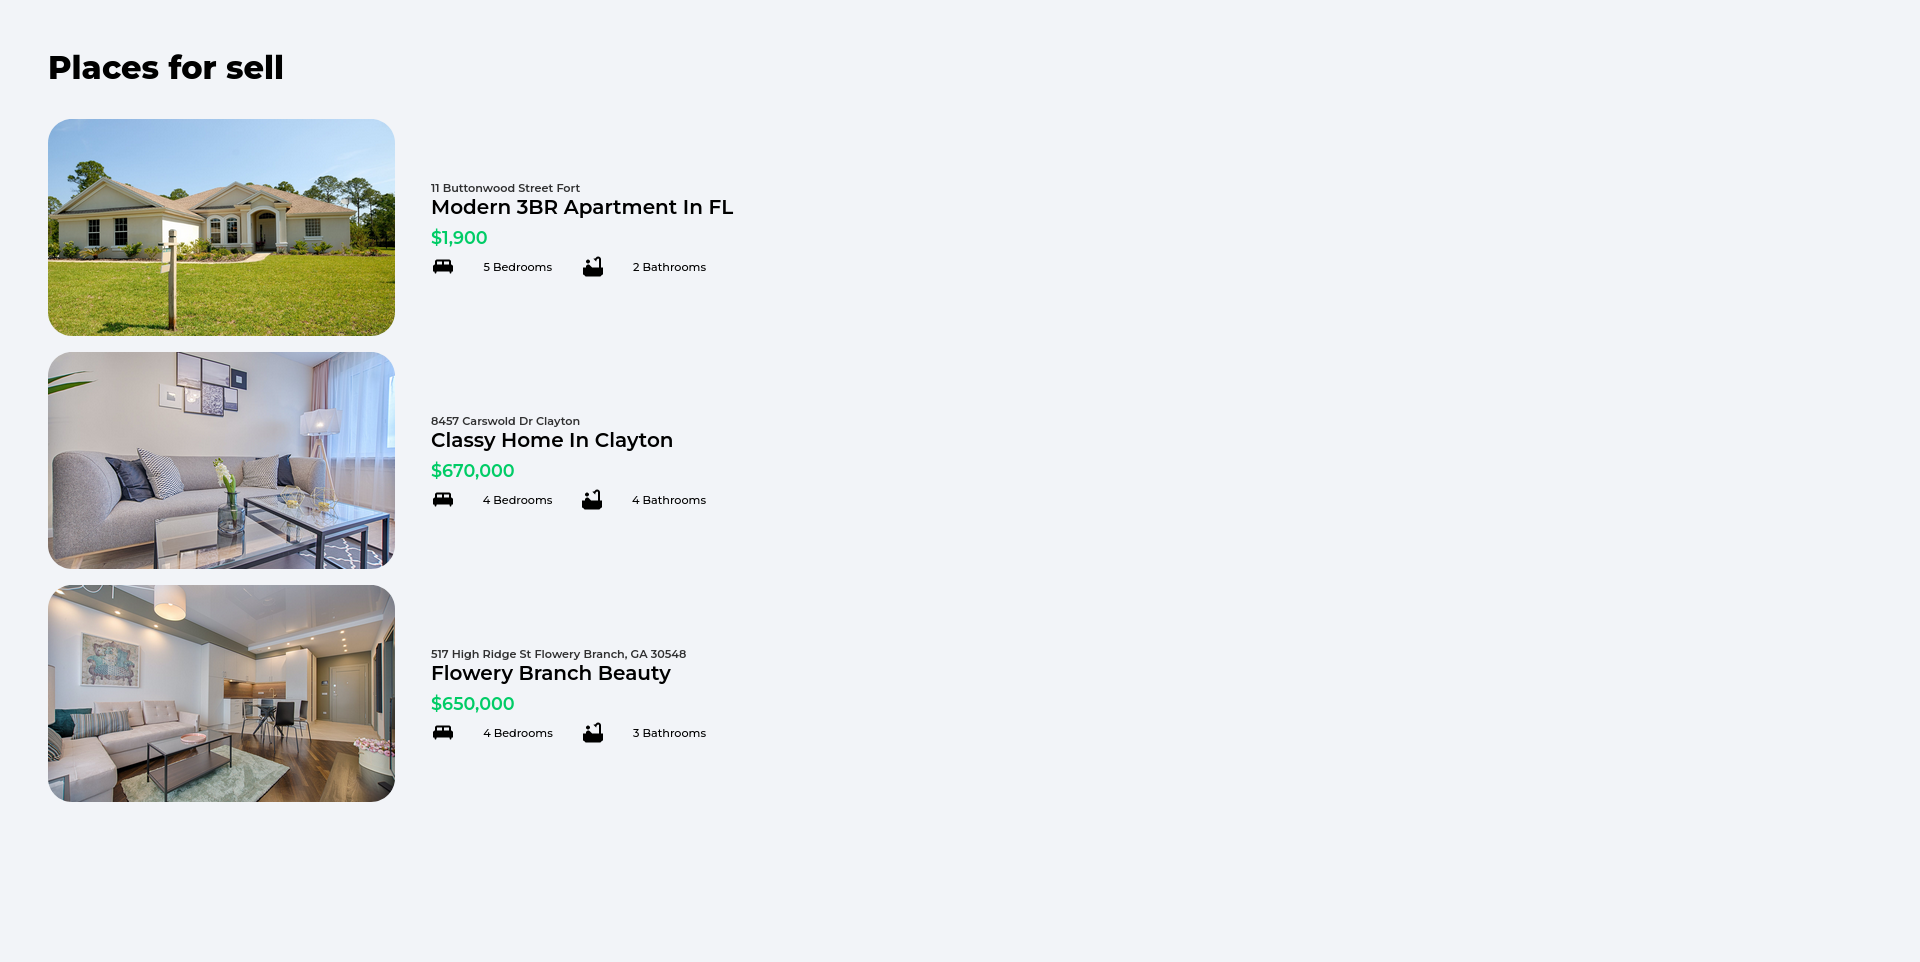 Places for sell
11 Buttonwood Street Fort
Modern 3BR Apartment In FL
$1,900
5 Bedrooms 2 Bathrooms
8457 Carswold Dr Clayton
Classy Home In Clayton
$670,000
4 Bedrooms 4 Bathrooms
517 High Ridge St Flowery Branch, GA 30548
Flowery Branch Beauty
$650,000
4 Bedrooms 3 Bathrooms